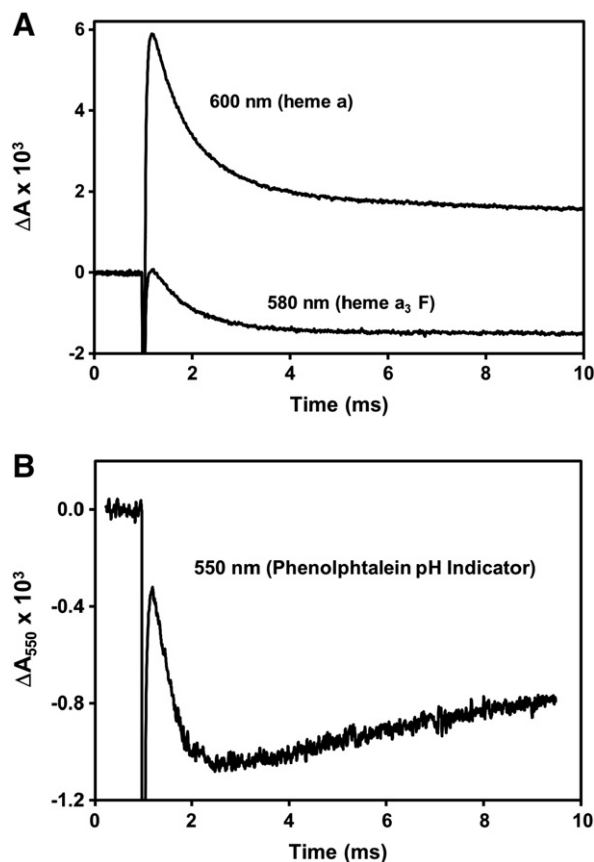 A
6
4
2
0
-2
ΔA x 10³
600 nm (heme a)
580 nm (heme a₃ F)
0 2 4 6 8 10
Time (ms)
B
0.0
-0.4
-0.8
-1.2
ΔA₅₅₀ x 10³
550 nm (Phenolphtalein pH Indicator)
0 2 4 6 8 10
Time (ms)